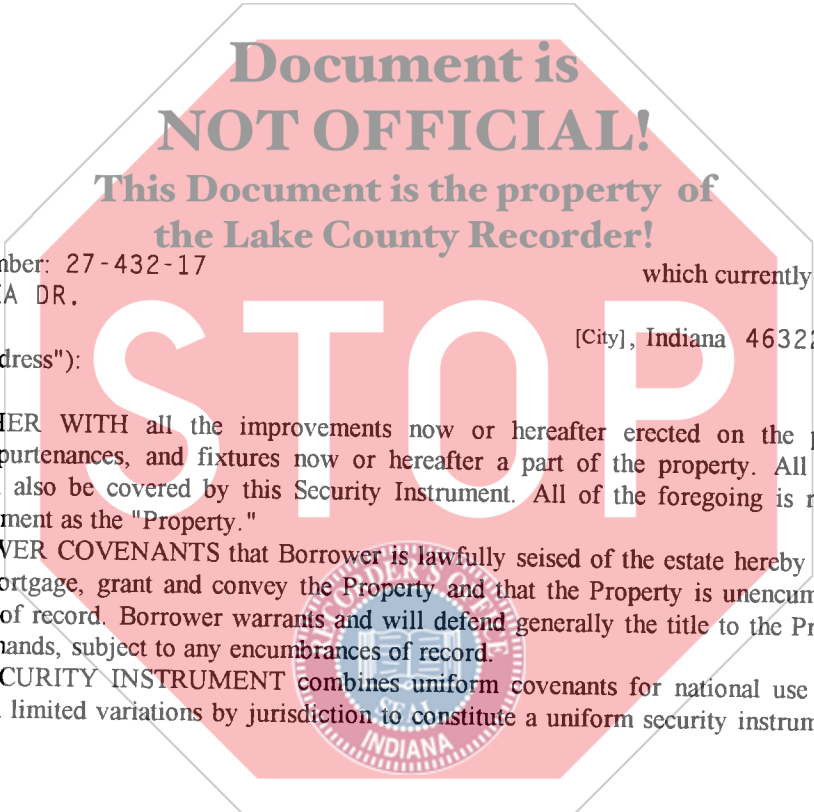 Document is
NOT OFFICIAL!
This Document is the property of
the Lake County Recorder!
mber: 27-432-17 which currently
A DR.
[City], Indiana 46322
dress"):
STOP
HER WITH all the improvements now or hereafter erected on the p
purtenances, and fixtures now or hereafter a part of the property. All
also be covered by this Security Instrument. All of the foregoing is r
ment as the "Property."
WER COVENANTS that Borrower is lawfully seised of the estate hereby
ortgage, grant and convey the Property and that the Property is unencum
of record. Borrower warrants and will defend generally the title to the Pr
nands, subject to any encumbrances of record.
CURITY INSTRUMENT combines uniform covenants for national use
limited variations by jurisdiction to constitute a uniform security instrum
RECORDER'S OFFICE
SEAL
INDIANA